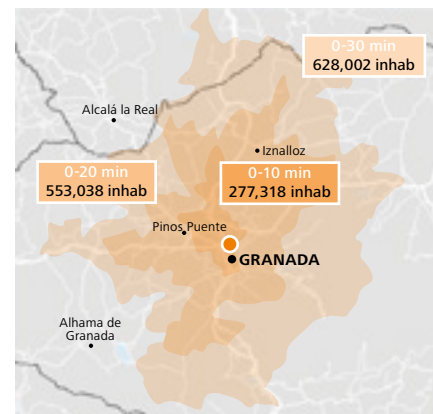 0-30 min
628,002 inhab
Alcalá la Real
Iznalloz
0-20 min
553,038 inhab
0-10 min
277,318 inhab
Pinos Puente
GRANADA
Alhama de
Granada